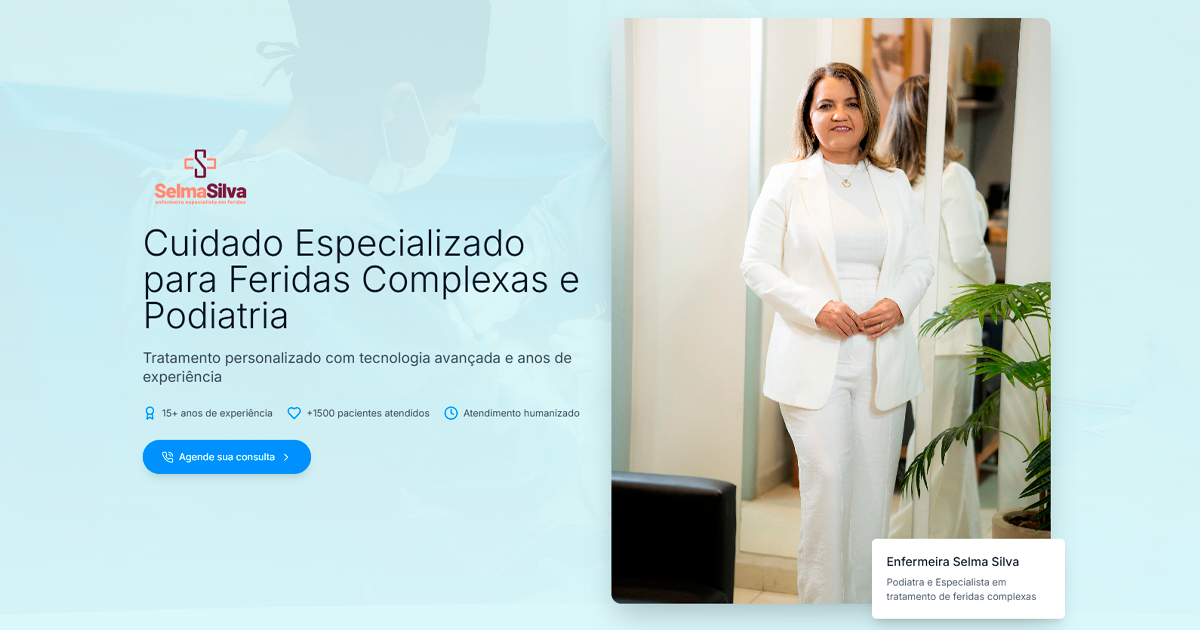 SelmaSilva
enfermeira especialista em feridas
Cuidado Especializado
para Feridas Complexas e
Podiatria
Tratamento personalizado com tecnologia avançada e anos de
experiência
15+ anos de experiência
+1500 pacientes atendidos
Atendimento humanizado
Agende sua consulta
Enfermeira Selma Silva
Podiatra e Especialista em
tratamento de feridas complexas